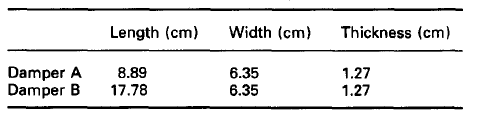 Length (cm) Width (cm) Thickness (cm)
Damper A 8.89 6.35 1.27
Damper B 17.78 6.35 1.27